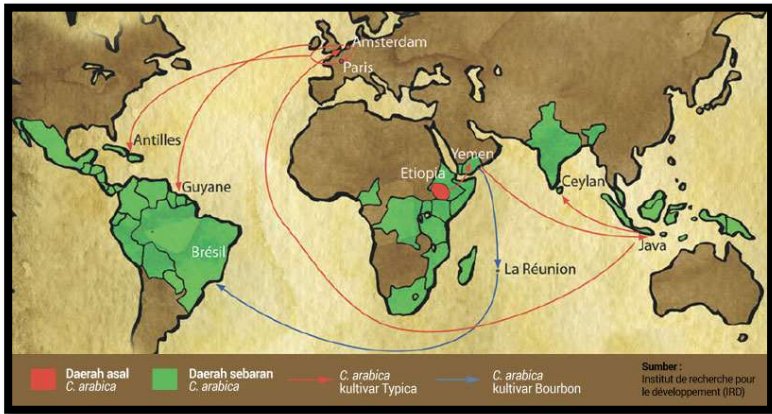 Amsterdam
Paris
Antilles
Guyane
Brésil
Yemen
Etiopia
Ceylan
Java
La Réunion
Daerah asal
C. arabica
Daerah sebaran
C. arabica
C. arabica
kultivar Typica
C. arabica
kultivar Bourbon
Sumber :
Institut de recherche pour
le développement (IRD)